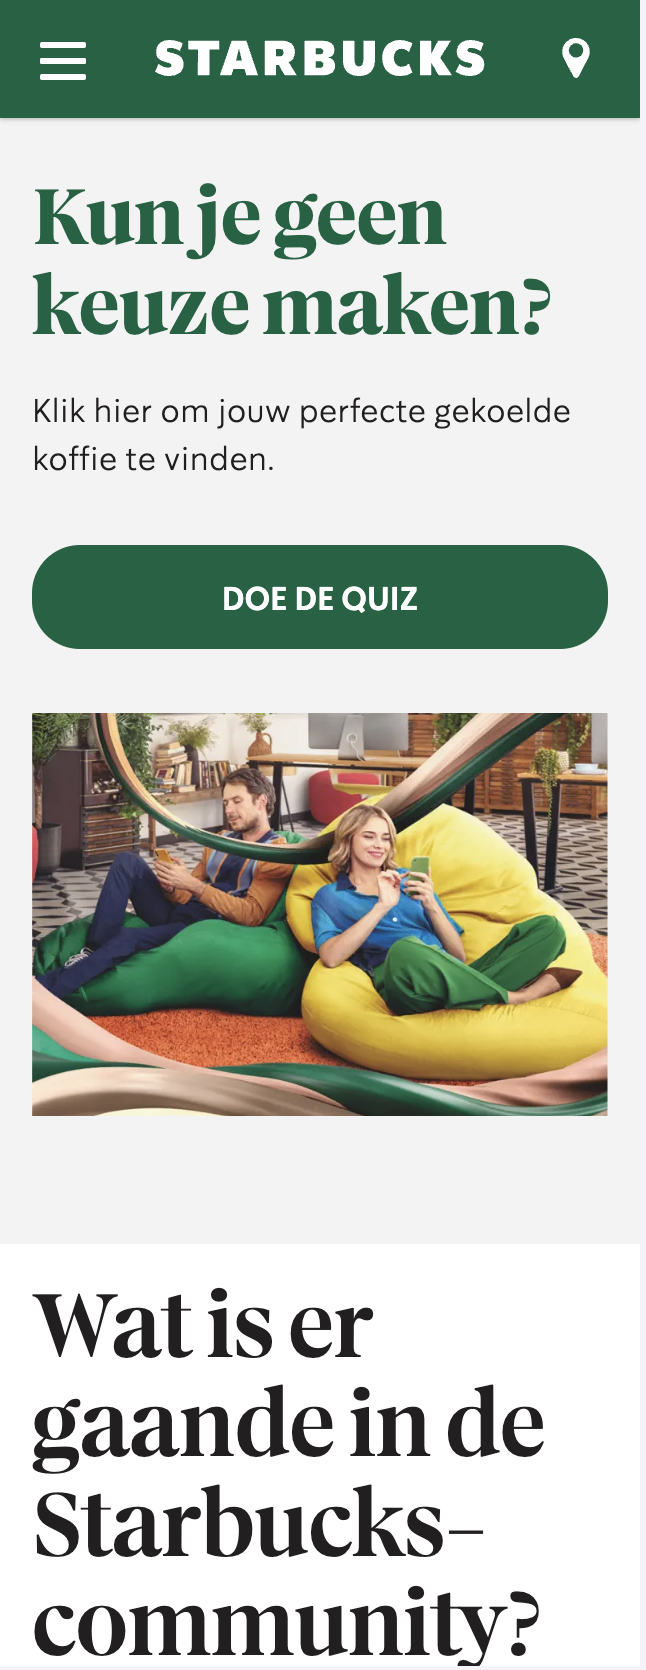 STARBUCKS
Kun je geen
keuze maken?
Klik hier om jouw perfecte gekoelde
koffie te vinden.
DOE DE QUIZ
Wat is er
gaande in de
Starbucks-
community?